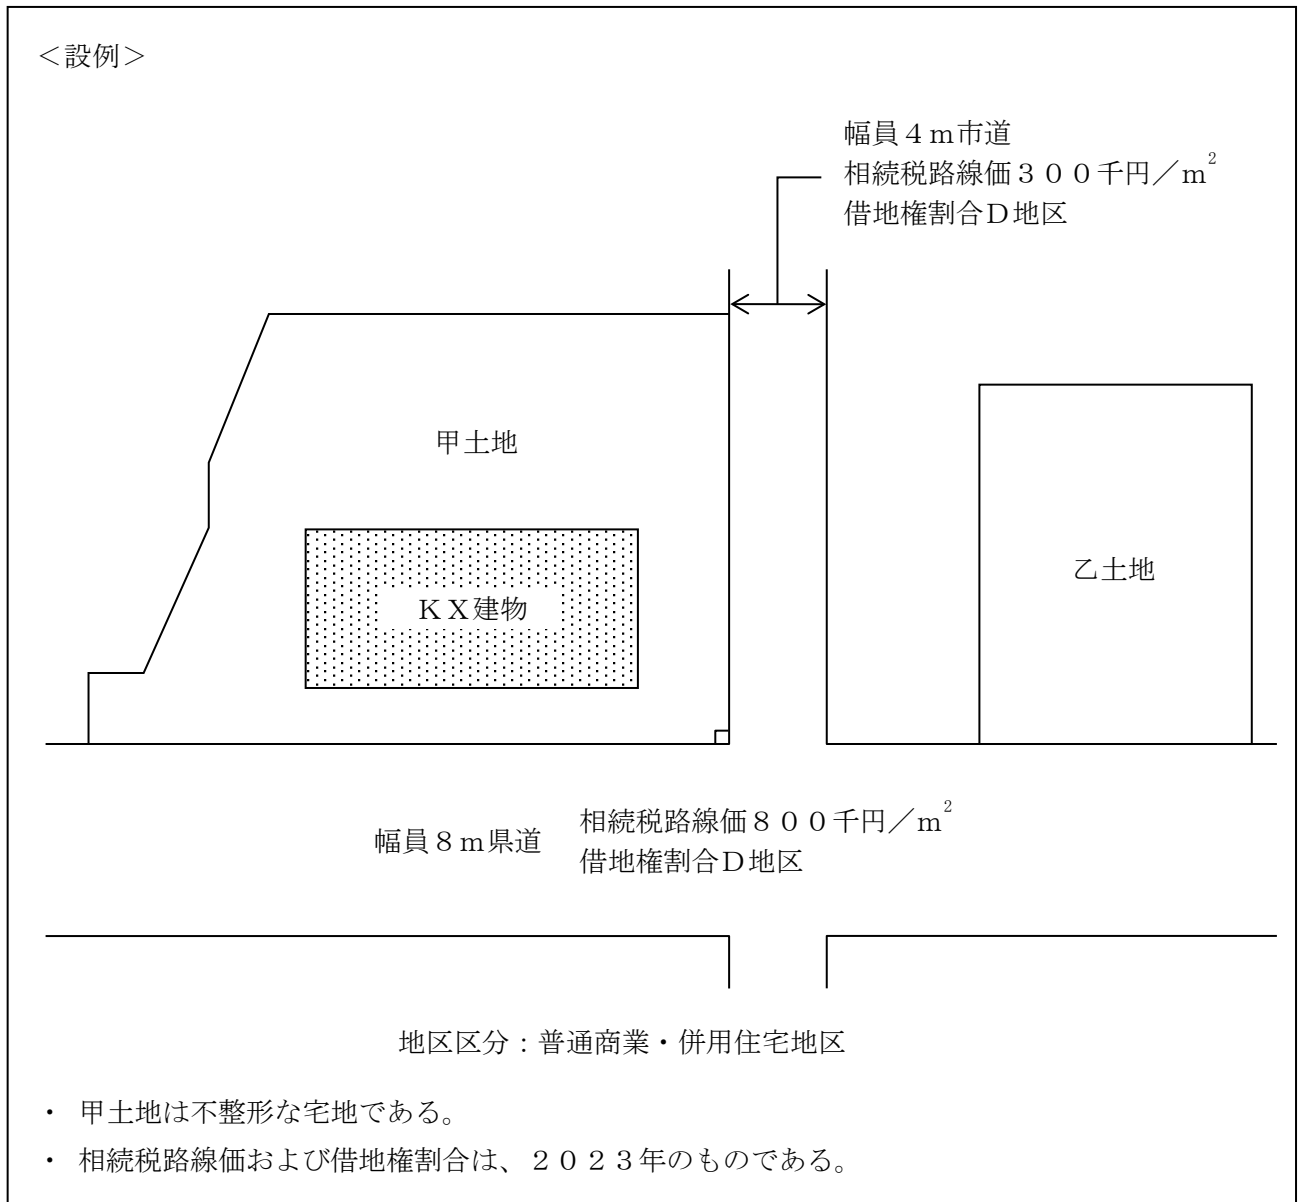 <設例>
幅員4m市道
相続税路線価300千円/m²
借地権割合D地区
甲土地
乙土地
KX建物
幅員8m県道
相続税路線価800千円/m²
借地権割合D地区
地区区分:普通商業・併用住宅地区
・ 甲土地は不整形な宅地である。
・ 相続税路線価および借地権割合は、2023年のものである。